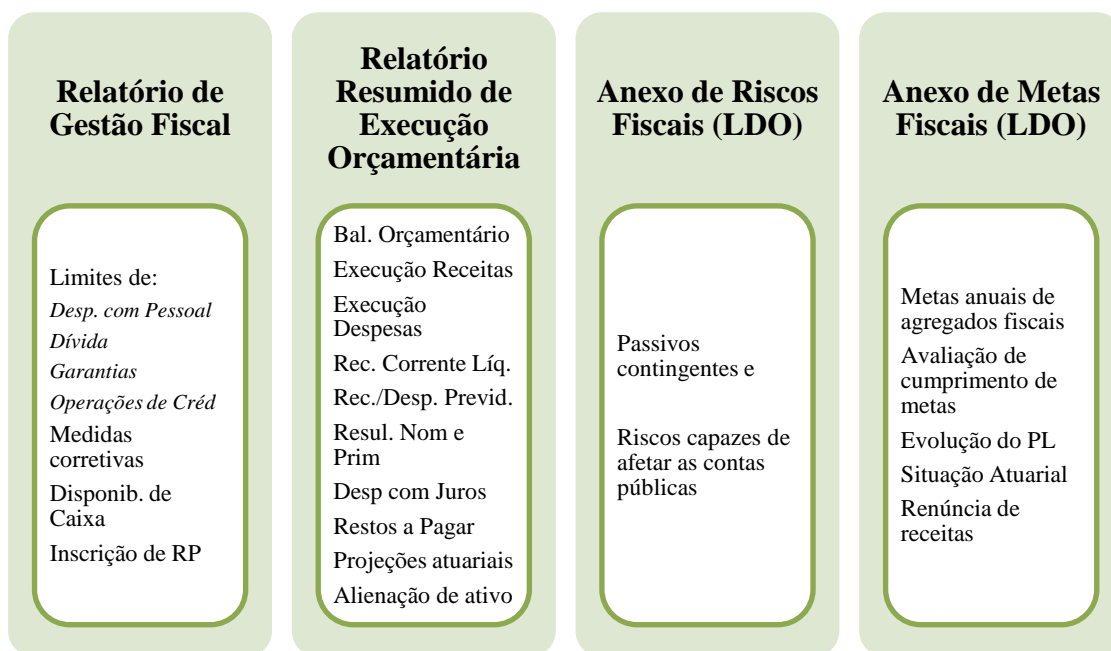 Relatório de
Gestão Fiscal
Limites de:
Desp. com Pessoal
Dívida
Garantias
Operações de Créd
Medidas
corretivas
Disponib. de
Caixa
Inscrição de RP
Relatório
Resumido de
Execução
Orçamentária
Bal. Orçamentário
Execução Receitas
Execução
Despesas
Rec. Corrente Líq.
Rec./Desp. Previd.
Resul. Nom e
Prim
Desp com Juros
Restos a Pagar
Projeções atuariais
Alienação de ativo
Anexo de Riscos
Fiscais (LDO)
Passivos
contingentes e
Riscos capazes de
afetar as contas
públicas
Anexo de Metas
Fiscais (LDO)
Metas anuais de
agregados fiscais
Avaliação de
cumprimento de
metas
Evolução do PL
Situação Atuarial
Renúncia de
receitas